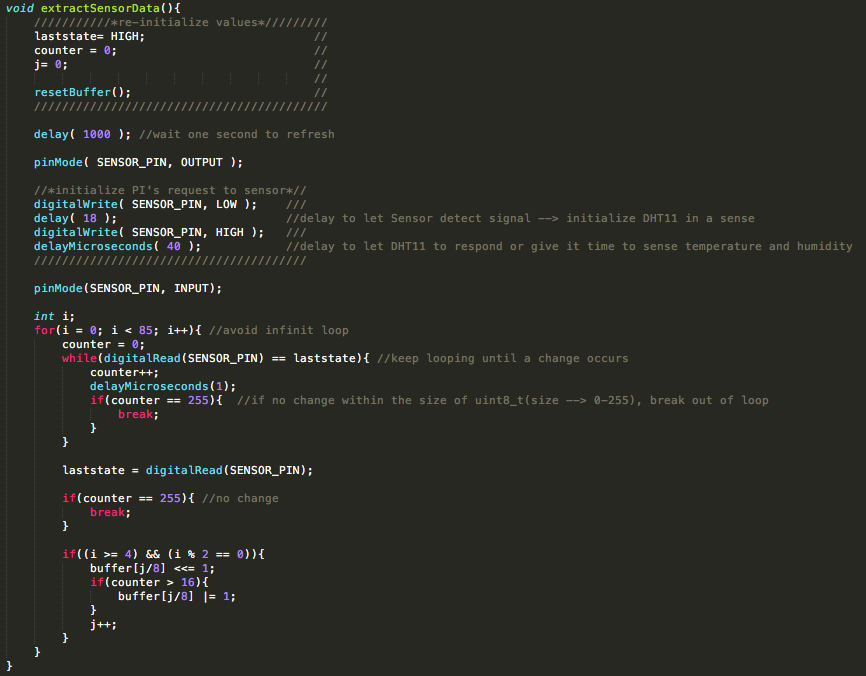 void extractSensorData(){
    ///////////*re-initialize values*/////////
    laststate= HIGH;                        //
    counter = 0;                            //
    j= 0;                                   //
                                            //
    resetBuffer();                          //
    //////////////////////////////////////////

    delay( 1000 ); //wait one second to refresh

    pinMode( SENSOR_PIN, OUTPUT );

    //*initialize PI's request to sensor*//
    digitalWrite( SENSOR_PIN, LOW );    ///
    delay( 18 );                        //delay to let Sensor detect signal --> initialize DHT11 in a sense
    digitalWrite( SENSOR_PIN, HIGH );   ///
    delayMicroseconds( 40 );            //delay to let DHT11 to respond or give it time to sense temperature and humidity
    ///////////////////////////////////////

    pinMode(SENSOR_PIN, INPUT);

    int i;
    for(i = 0; i < 85; i++){ //avoid infinit loop
        counter = 0;
        while(digitalRead(SENSOR_PIN) == laststate){ //keep looping until a change occurs
            counter++;
            delayMicroseconds(1);
            if(counter == 255){  //if no change within the size of uint8_t(size --> 0-255), break out of loop
                break;
            }
        }

        laststate = digitalRead(SENSOR_PIN);

        if(counter == 255){ //no change
            break;
        }

        if((i >= 4) && (i % 2 == 0)){
            buffer[j/8] <<= 1;
            if(counter > 16){
                buffer[j/8] |= 1;
            }
            j++;
        }
    }
}